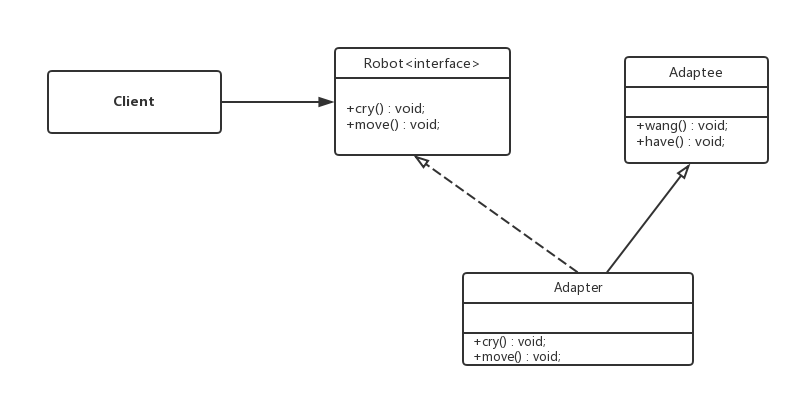 Client
Robot<interface>
+cry() : void;
+move() : void;
Adaptee
+wang() : void;
+have() : void;
Adapter
+cry() : void;
+move() : void;